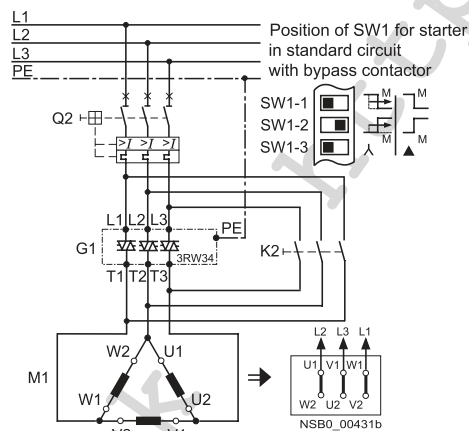 L1
L2
L3
PE
Position of SW1 for starter
in standard circuit
with bypass contactor
SW1-1
SW1-2
SW1-3
M
M
M
M
Q2
>I >I >I
L1 L2 L3
PE
G1
3RW34
T1 T2 T3
K2
M1
W2 U1
W1 U2
V2 V1
L2 L3 L1
U1 V1 W1
W2 U2 V2
NSB0_00431b